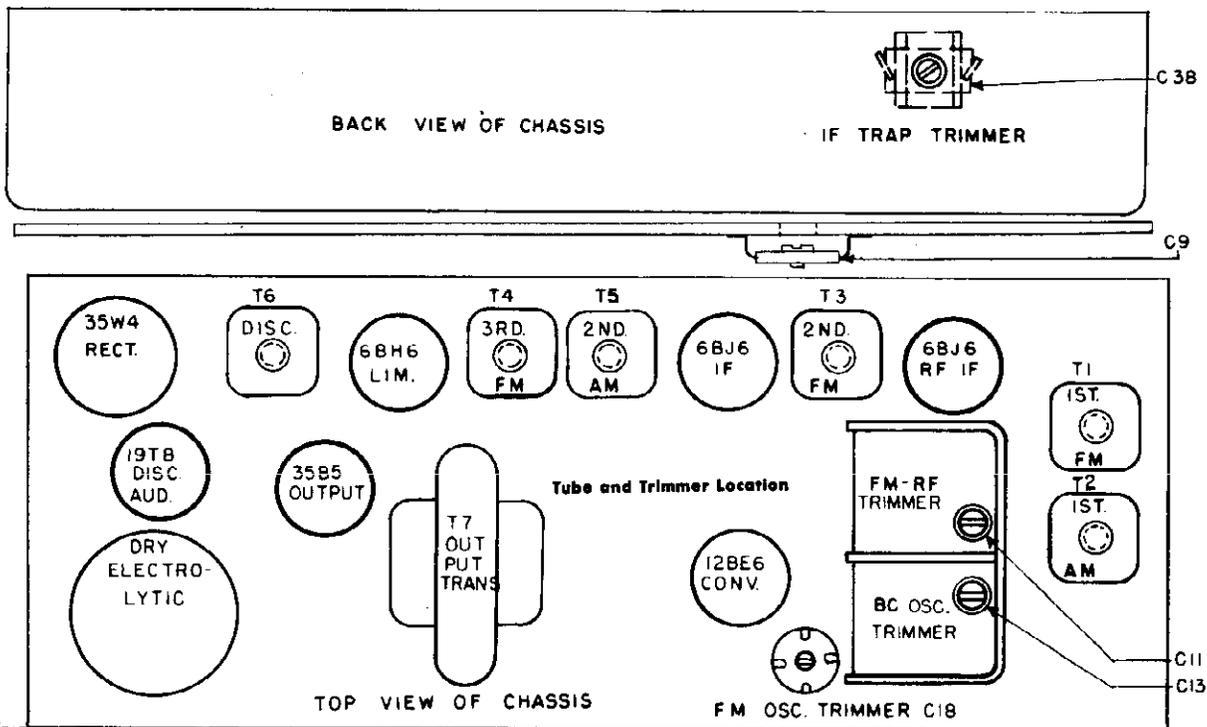 C 38
BACK VIEW OF CHASSIS
IF TRAP TRIMMER
C9
T6
T4
T5
T3
35W4
RECT.
DISC.
6BH6
LIM.
3RD.
FM
2ND.
AM
6BJ6
IF
2ND.
FM
6BJ6
RF IF
T1
1ST.
FM
T2
1ST.
AM
19T8
DISC.
AUD.
35B5
OUTPUT
Tube and Trimmer Location
FM-RF
TRIMMER
T7
OUT
PUT
TRANS
DRY
ELECTRO-
LYTIC
12BE6
CONV.
BC OSC.
TRIMMER
C11
C13
TOP VIEW OF CHASSIS
FM OSC. TRIMMER C18